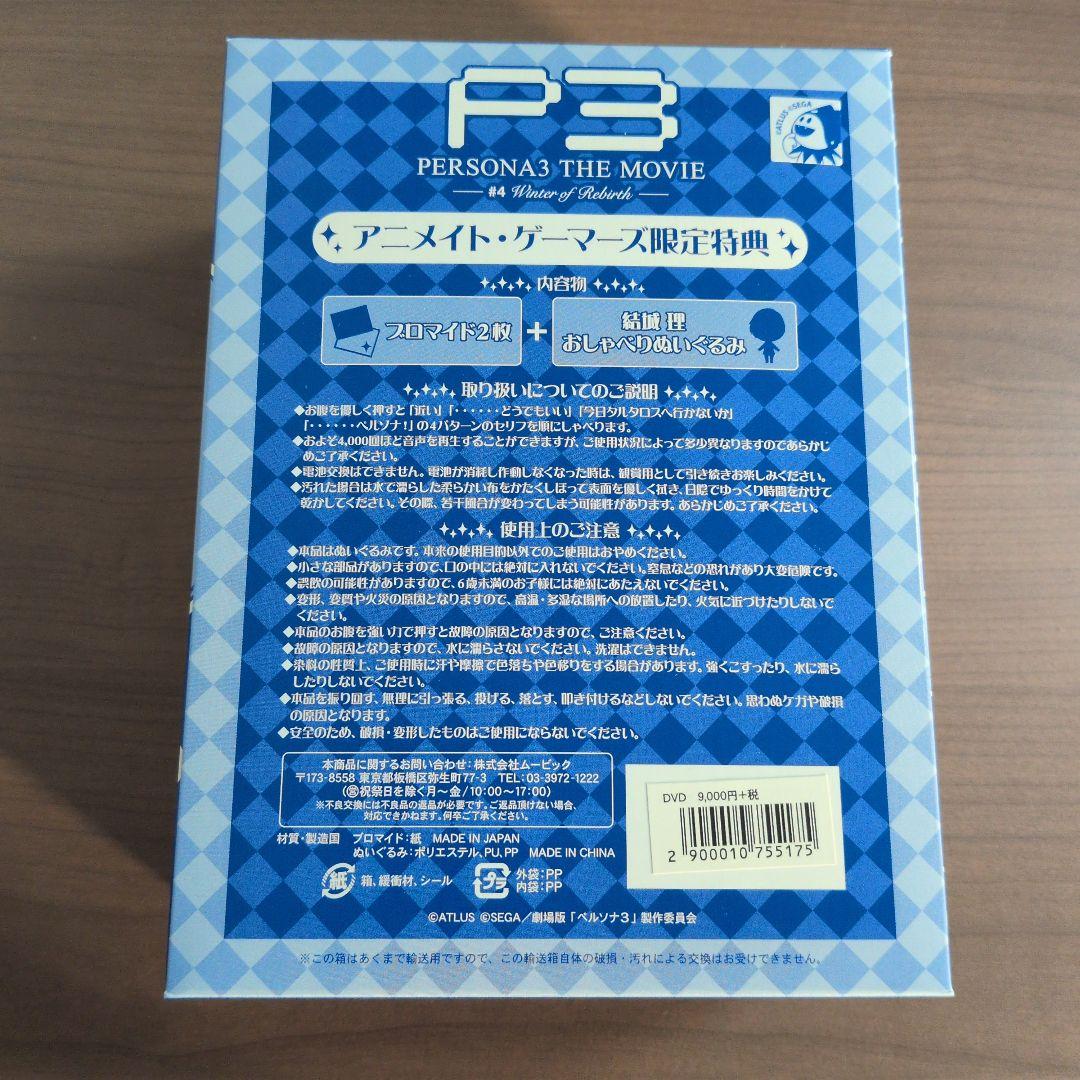 P3
©ATLUS ©SEGA
PERSONA3 THE MOVIE
#4 Winter of Rebirth
アニメイト・ゲーマーズ限定特典
内容物
ブロマイド2枚
+
結城 理
おしゃべりぬいぐるみ
取り扱いについてのご説明
◆お腹を優しく押すと「近い」「・・・・・・どうでもいい」「今日タルタロスへ行かないか」
「・・・・・・ペルソナ!」の4パターンのセリフを順にしゃべります。
◆およそ4,000回ほど音声を再生することができますが、ご使用状況によって多少異なりますのであらかじ
めご了承ください。
◆電池交換はできません。電池が消耗し作動しなくなった時は、観賞用として引き続きお楽しみください。
◆汚れた場合は水で濡らした柔らかい布をかたくしぼって表面を優しく拭き、日陰でゆっくり時間をかけて
乾かしてください。その際、若干風合が変わってしまう可能性があります。あらかじめご了承ください。
使用上のご注意
◆本品はぬいぐるみです。本来の使用目的以外でのご使用はおやめください。
◆小さな部品がありますので、口の中には絶対に入れないでください。窒息などの恐れがあり大変危険です。
◆誤飲の可能性がありますので、6歳未満のお子様には絶対にあたえないでください。
◆変形、変質や火災の原因となりますので、高温・多湿な場所への放置したり、火気に近づけたりしないで
ください。
◆本品のお腹を強い力で押すと故障の原因となりますので、ご注意ください。
◆故障の原因となりますので、水に濡らさないでください。洗濯はできません。
◆染料の性質上、ご使用時に汗や摩擦で色落ちや色移りをする場合があります。強くこすったり、水に濡ら
したりしないでください。
◆本品を振り回す、無理に引っ張る、投げる、落とす、叩き付けるなどしないでください。思わぬケガや破損
の原因となります。
◆安全のため、破損・変形したものはご使用にならないでください。
本商品に関するお問い合わせ:株式会社ムービック
〒173-8558 東京都板橋区弥生町77-3 TEL:03-3972-1222
(㊗祝祭日を除く月〜金/10:00〜17:00)
※不良交換には不良品の返品が必要です。ご返品頂けない場合、
対応できかねます。何卒ご了承ください。
材質・製造国 ブロマイド:紙 MADE IN JAPAN
ぬいぐるみ:ポリエステル,PU,PP MADE IN CHINA
紙 箱、緩衝材、シール
プラ 外袋:PP
内袋:PP
DVD 9,000円+税
2 900010 755175
©ATLUS ©SEGA/劇場版「ペルソナ3」製作委員会
※この箱はあくまで輸送用ですので、この輸送箱自体の破損・汚れによる交換はお受けできません。